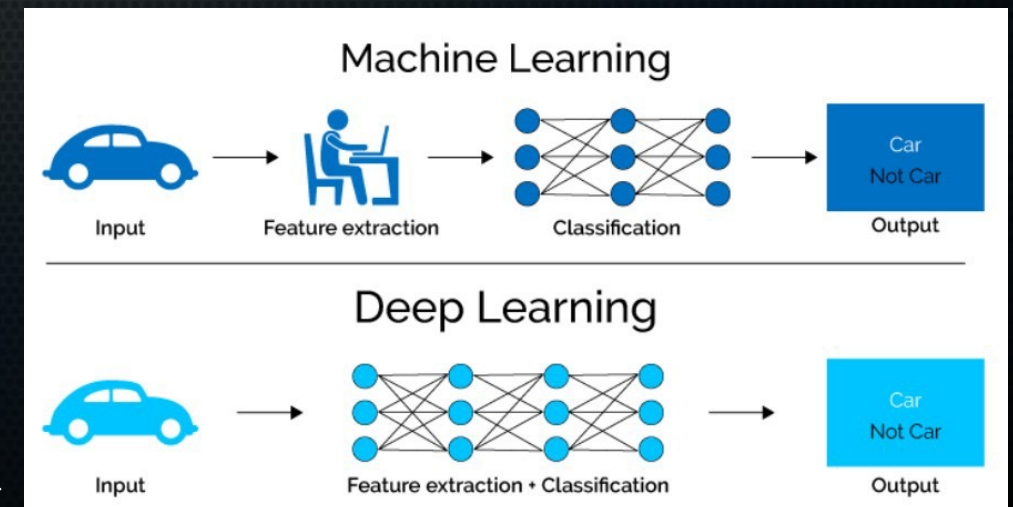 Machine Learning
Car
Not Car
Input
Feature extraction
Classification
Output
Deep Learning
Car
Not Car
Input
Feature extraction + Classification
Output